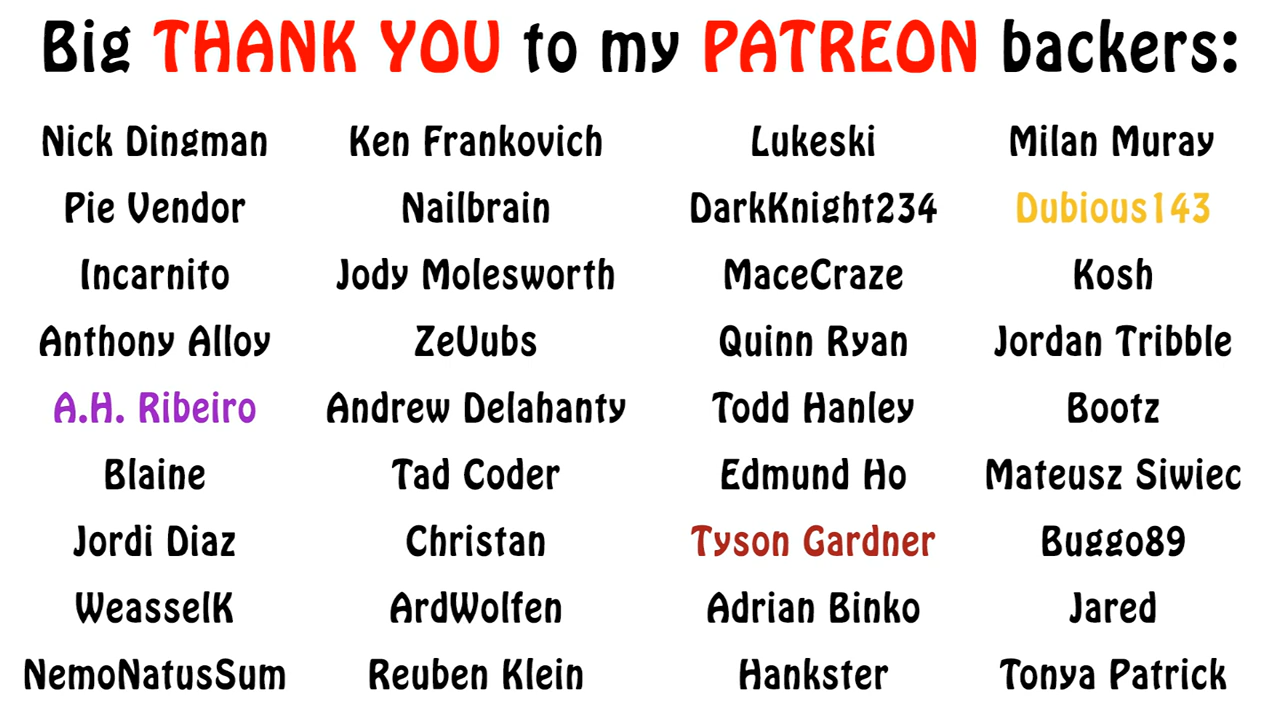 Big THANK YOU to my PATREON backers:
Nick Dingman Ken Frankovich Lukeski Milan Muray
Pie Vendor Nailbrain DarkKnight234 Dubious143
Incarnito Jody Molesworth MaceCraze Kosh
Anthony Alloy ZeVubs Quinn Ryan Jordan Tribble
A.H. Ribeiro Andrew Delahanty Todd Hanley Bootz
Blaine Tad Coder Edmund Ho Mateusz Siwiec
Jordi Diaz Christan Tyson Gardner Buggo89
WeasselK ArdWolfen Adrian Binko Jared
NemoNatusSum Reuben Klein Hankster Tonya Patrick